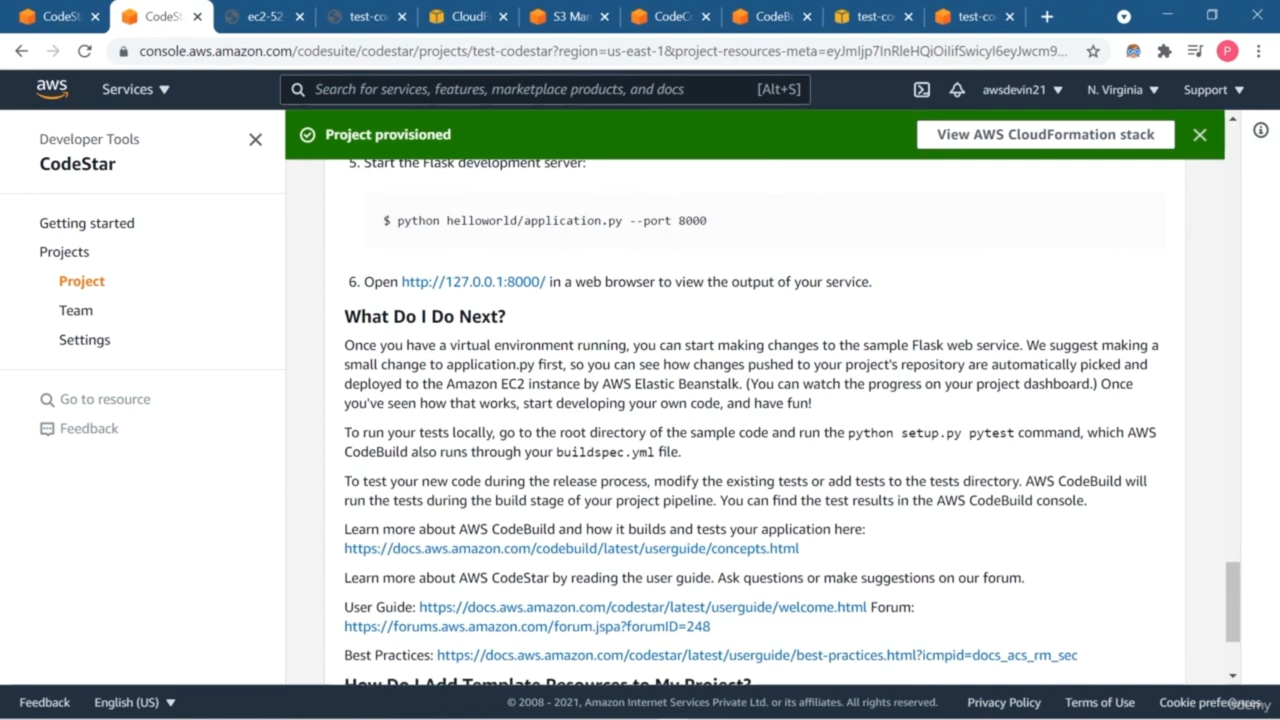 CodeSt
CodeSt
ec2-52
test-co
CloudF
S3 Man
CodeC
CodeB
test-co
test-co
console.aws.amazon.com/codesuite/codestar/projects/test-codestar?region=us-east-1&project-resources-meta=eyJmIjp7InRleHQiOiIifSwicyI6eyJwcm9...
P
aws
Services
Search for services, features, marketplace products, and docs
[Alt+S]
awsdevin21
N. Virginia
Support
Developer Tools
CodeStar
Getting started
Projects
Project
Team
Settings
Go to resource
Feedback
Project provisioned
View AWS CloudFormation stack
5. Start the Flask development server:
$ python helloworld/application.py --port 8000
6. Open http://127.0.0.1:8000/ in a web browser to view the output of your service.
What Do I Do Next?
Once you have a virtual environment running, you can start making changes to the sample Flask web service. We suggest making a
small change to application.py first, so you can see how changes pushed to your project's repository are automatically picked and
deployed to the Amazon EC2 instance by AWS Elastic Beanstalk. (You can watch the progress on your project dashboard.) Once
you've seen how that works, start developing your own code, and have fun!
To run your tests locally, go to the root directory of the sample code and run the python setup.py pytest command, which AWS
CodeBuild also runs through your buildspec.yml file.
To test your new code during the release process, modify the existing tests or add tests to the tests directory. AWS CodeBuild will
run the tests during the build stage of your project pipeline. You can find the test results in the AWS CodeBuild console.
Learn more about AWS CodeBuild and how it builds and tests your application here:
https://docs.aws.amazon.com/codebuild/latest/userguide/concepts.html
Learn more about AWS CodeStar by reading the user guide. Ask questions or make suggestions on our forum.
User Guide: https://docs.aws.amazon.com/codestar/latest/userguide/welcome.html Forum:
https://forums.aws.amazon.com/forum.jspa?forumID=248
Best Practices: https://docs.aws.amazon.com/codestar/latest/userguide/best-practices.html?icmpid=docs_acs_rm_sec
How Do I Add Template Resources to My Project?
Feedback
English (US)
© 2008 - 2021, Amazon Internet Services Private Ltd. or its affiliates. All rights reserved.
Privacy Policy
Terms of Use
Cookie preferences
Udemy